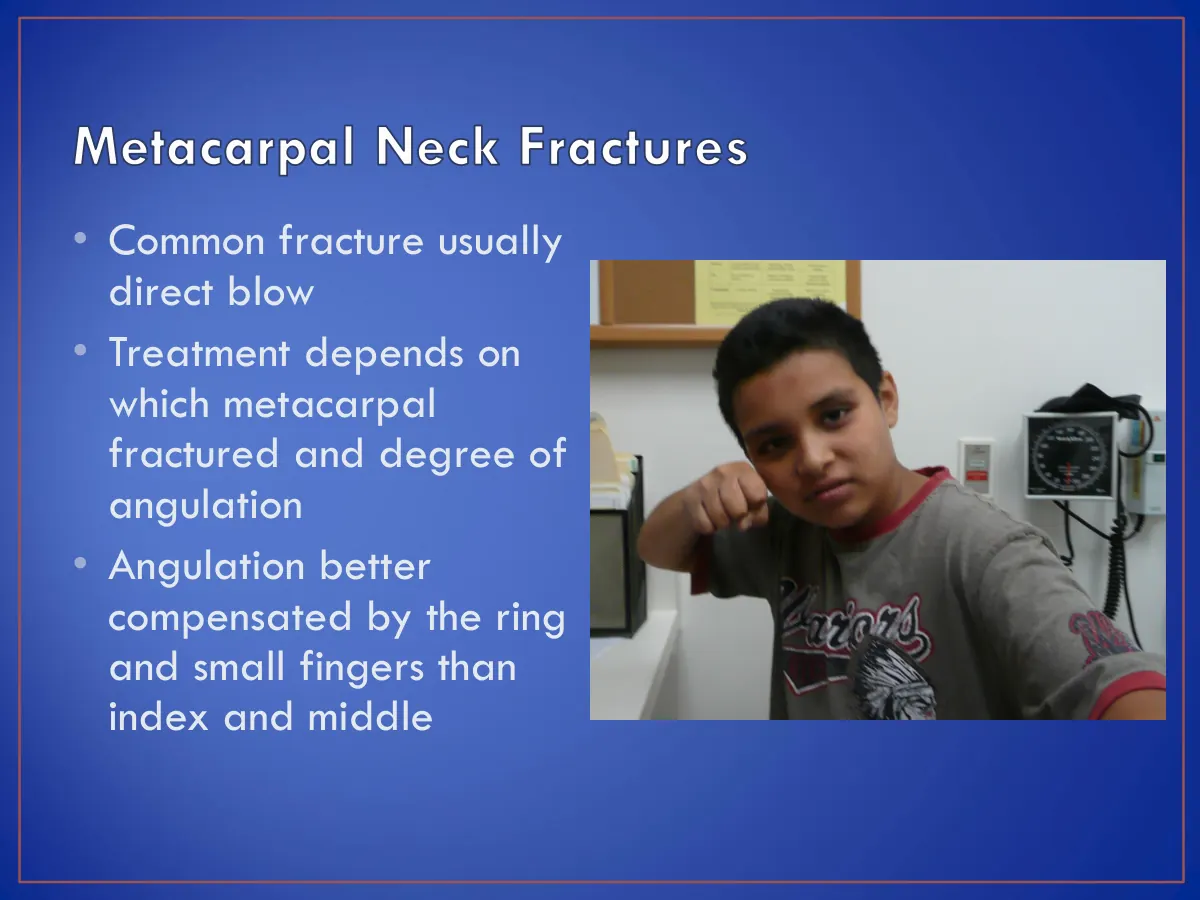 Metacarpal Neck Fractures
• Common fracture usually
direct blow
• Treatment depends on
which metacarpal
fractured and degree of
angulation
• Angulation better
compensated by the ring
and small fingers than
index and middle
Warriors